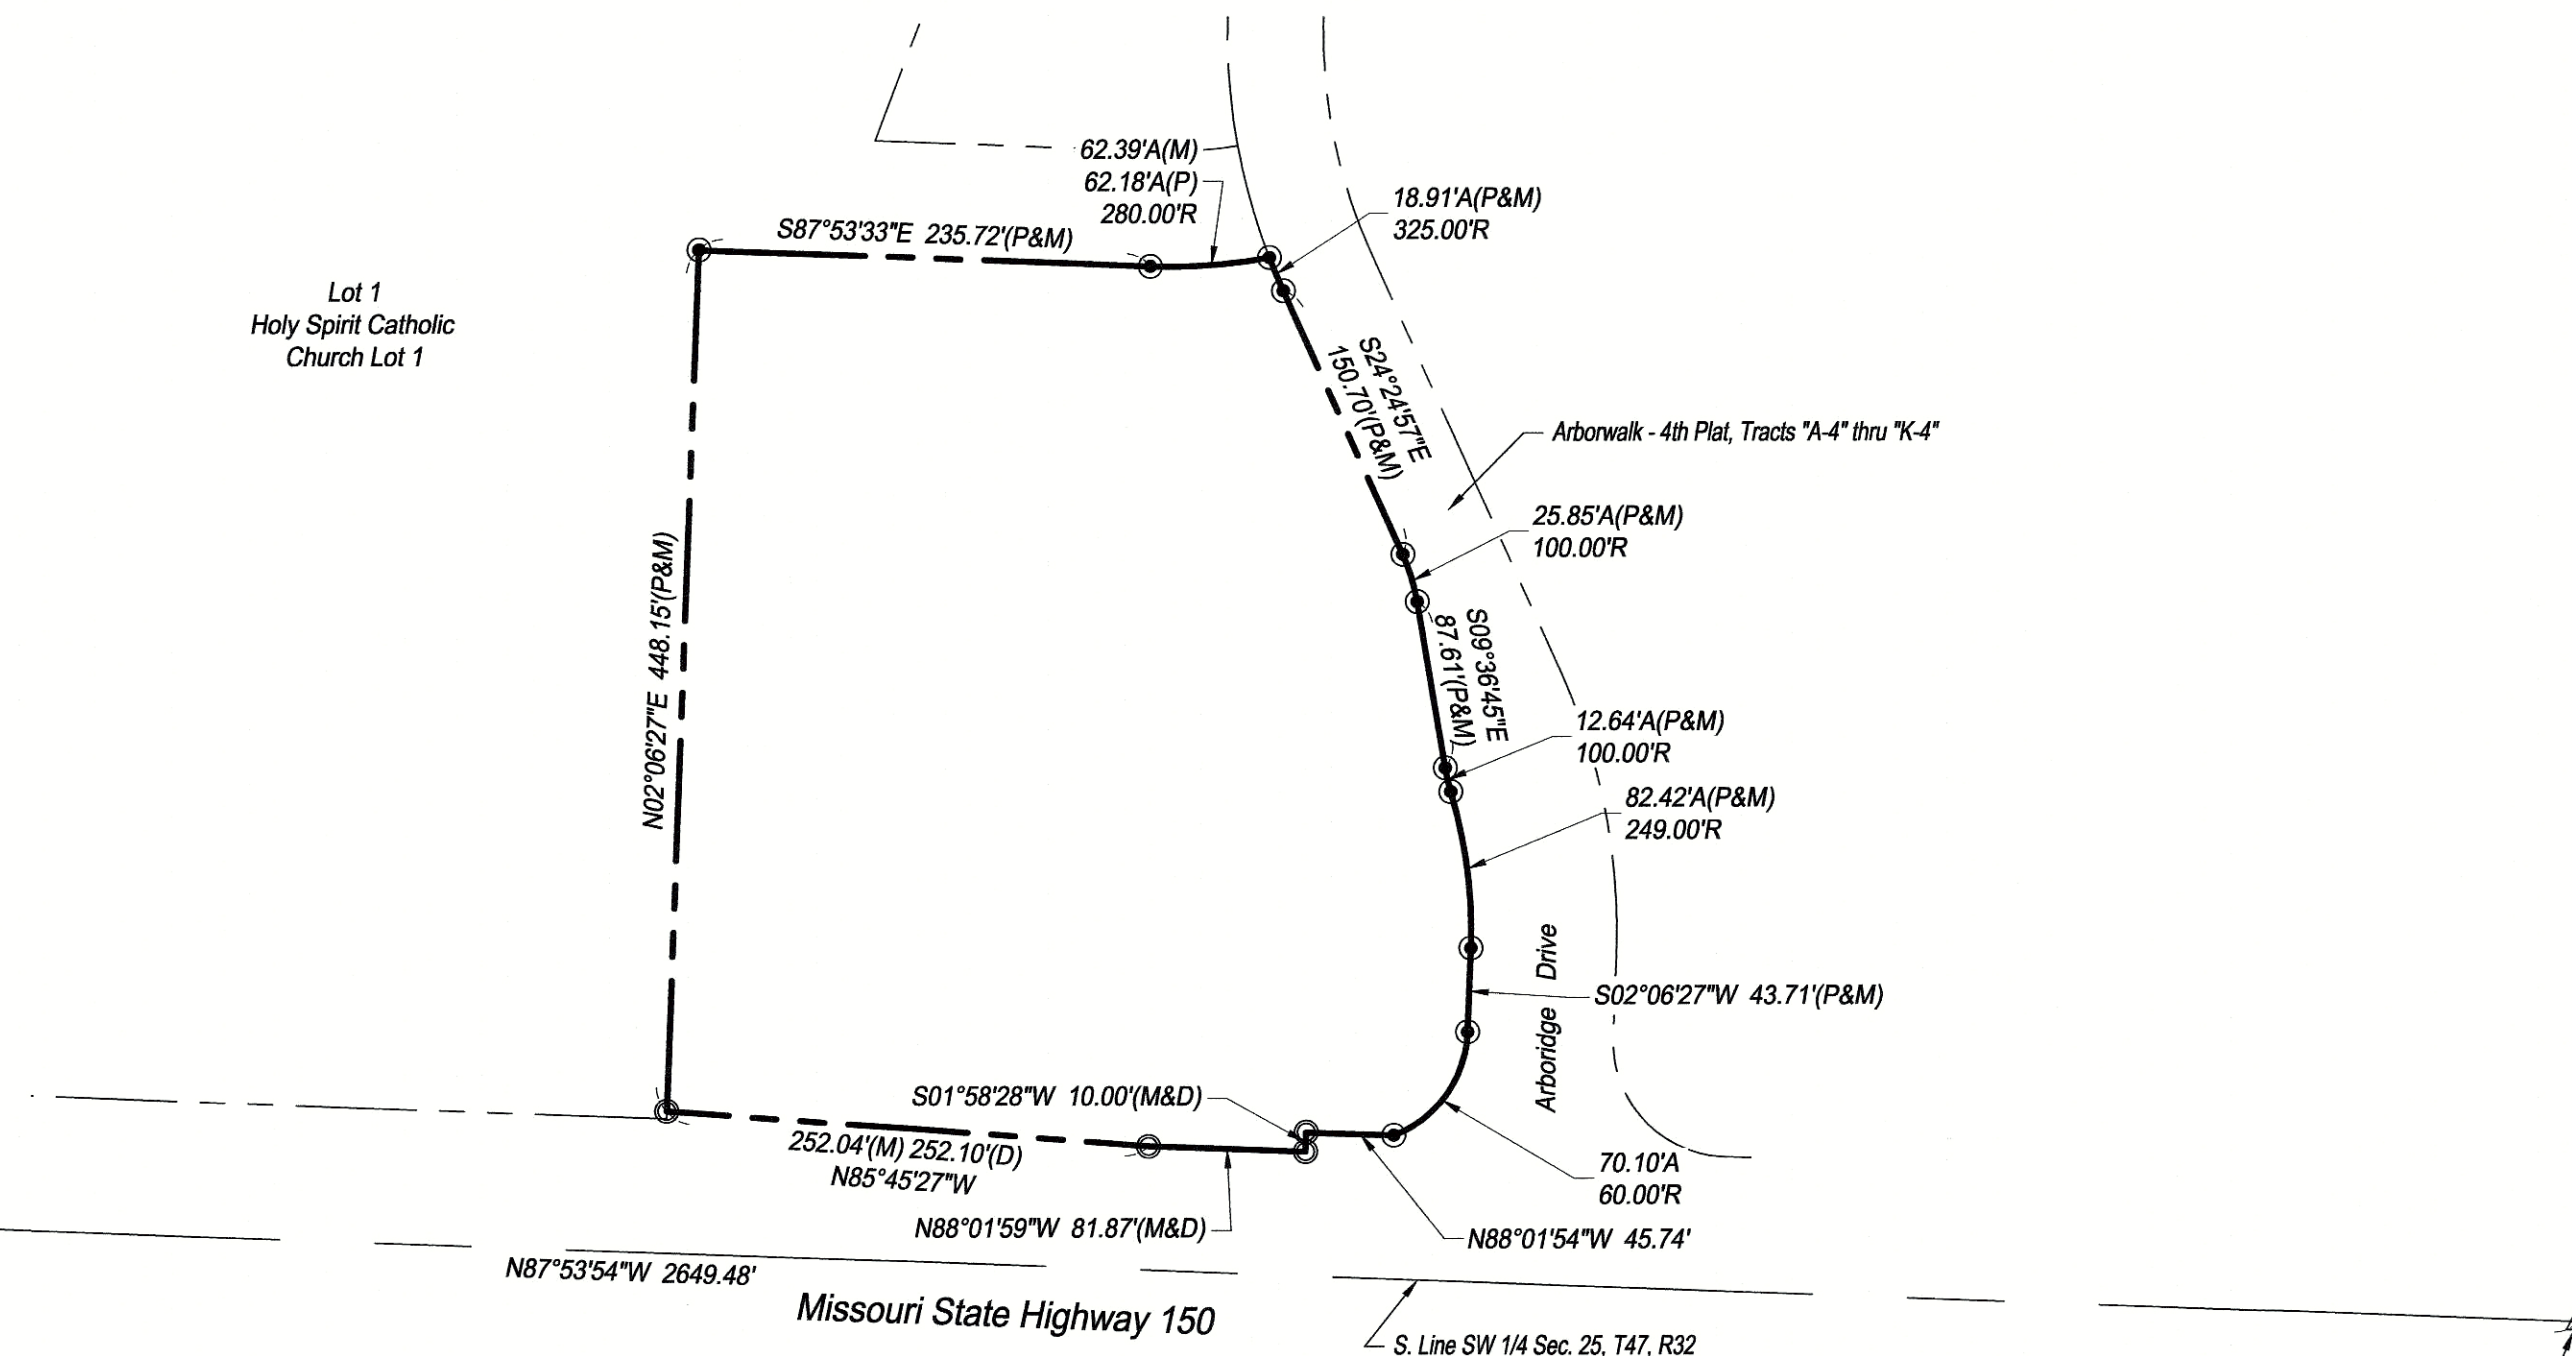 62.39'A(M)
62.18'A(P)
280.00'R
18.91'A(P&M)
325.00'R
S87°53'33"E 235.72'(P&M)
Lot 1
Holy Spirit Catholic
Church Lot 1
S24°24'57"E
150.70'(P&M)
Arborwalk - 4th Plat, Tracts "A-4" thru "K-4"
25.85'A(P&M)
100.00'R
N02°06'27"E 448.15'(P&M)
S09°36'45"E
87.61'(P&M)
12.64'A(P&M)
100.00'R
82.42'A(P&M)
249.00'R
Arboridge Drive
S02°06'27"W 43.71'(P&M)
S01°58'28"W 10.00'(M&D)
252.04'(M) 252.10'(D)
N85°45'27"W
70.10'A
60.00'R
N88°01'59"W 81.87'(M&D)
N88°01'54"W 45.74'
N87°53'54"W 2649.48'
Missouri State Highway 150
S. Line SW 1/4 Sec. 25, T47, R32